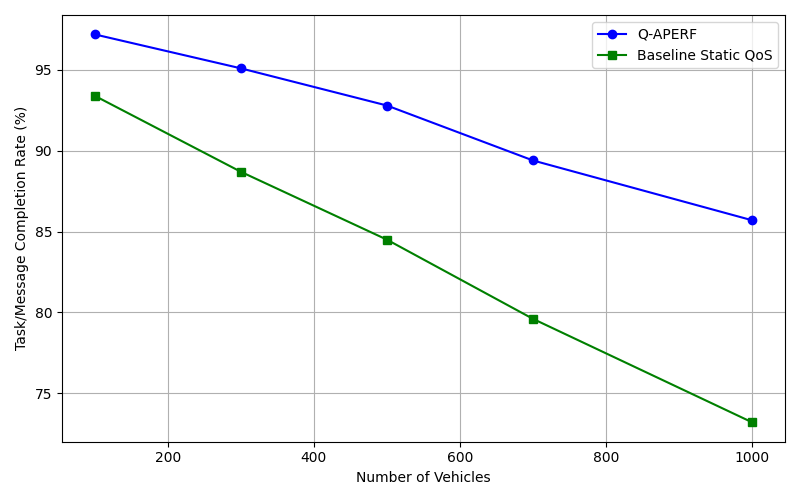 Q-APERF
Baseline Static QoS
Task/Message Completion Rate (%)
95
90
85
80
75
200 400 600 800 1000
Number of Vehicles